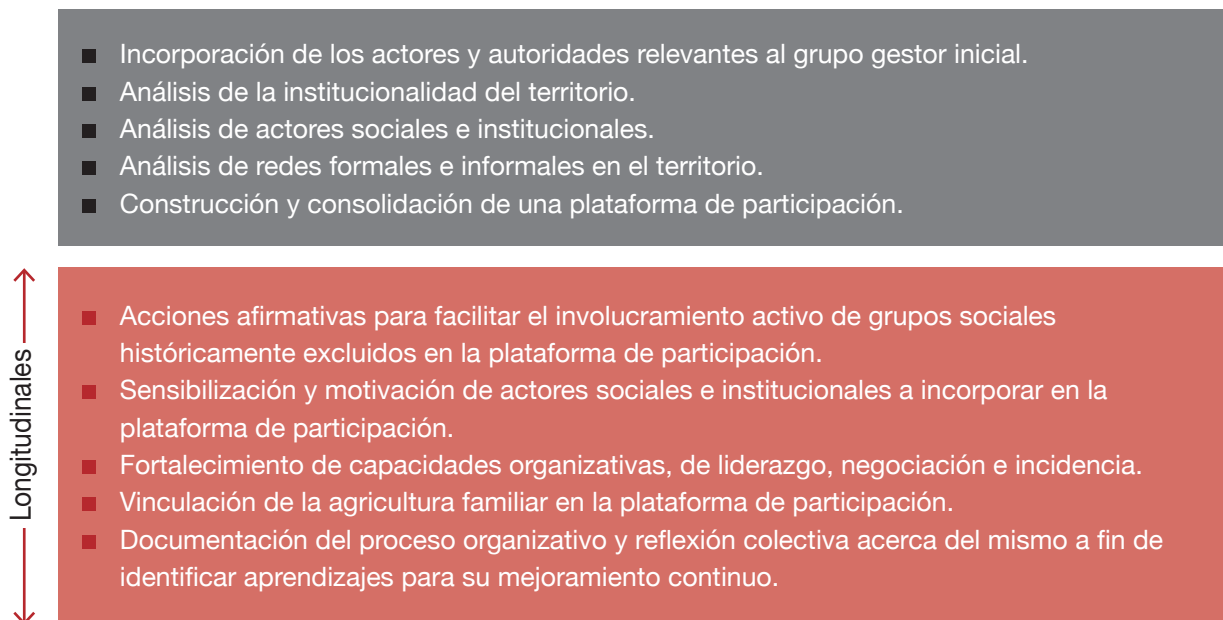 ■ Incorporación de los actores y autoridades relevantes al grupo gestor inicial.
■ Análisis de la institucionalidad del territorio.
■ Análisis de actores sociales e institucionales.
■ Análisis de redes formales e informales en el territorio.
■ Construcción y consolidación de una plataforma de participación.
Longitudinales
■ Acciones afirmativas para facilitar el involucramiento activo de grupos sociales
históricamente excluidos en la plataforma de participación.
■ Sensibilización y motivación de actores sociales e institucionales a incorporar en la
plataforma de participación.
■ Fortalecimiento de capacidades organizativas, de liderazgo, negociación e incidencia.
■ Vinculación de la agricultura familiar en la plataforma de participación.
■ Documentación del proceso organizativo y reflexión colectiva acerca del mismo a fin de
identificar aprendizajes para su mejoramiento continuo.